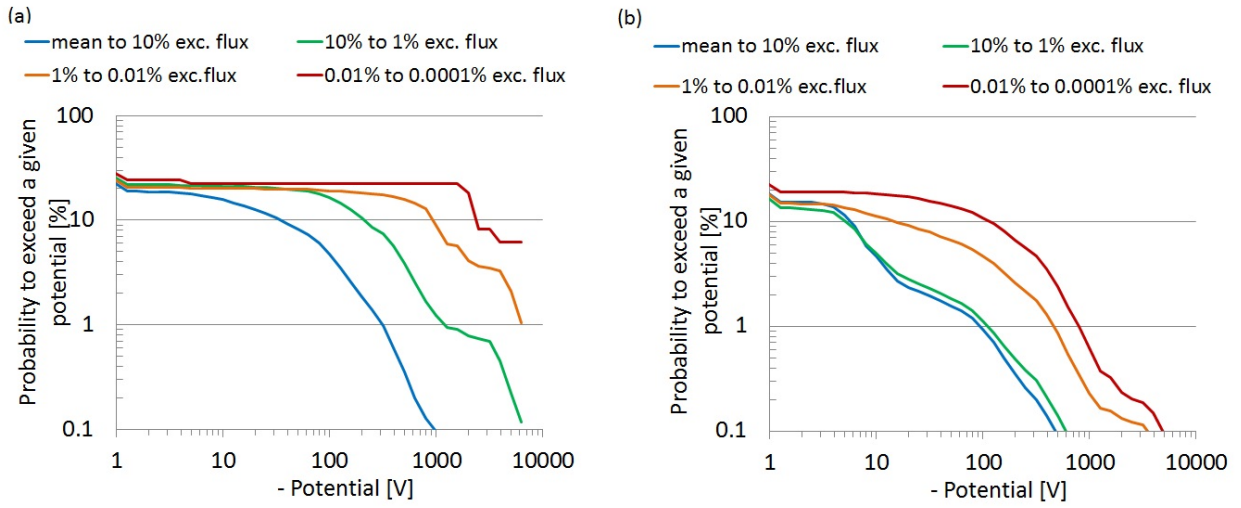 (a)
mean to 10% exc. flux
10% to 1% exc. flux
1% to 0.01% exc.flux
0.01% to 0.0001% exc. flux
Probability to exceed a given
potential [%]
100
10
1
0.1
1
10
100
1000
10000
- Potential [V]
(b)
mean to 10% exc. flux
10% to 1% exc. flux
1% to 0.01% exc.flux
0.01% to 0.0001% exc. flux
Probability to exceed a given
potential [%]
100
10
1
0.1
1
10
100
1000
10000
- Potential [V]